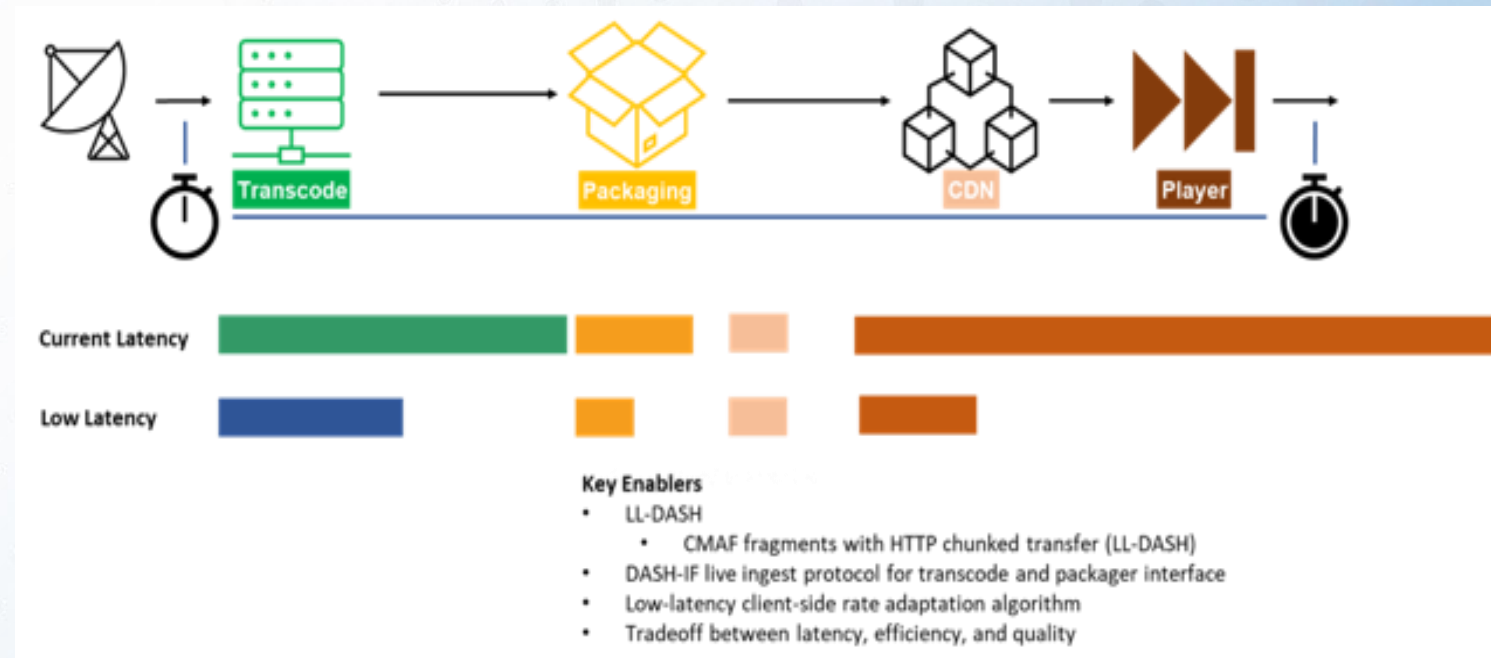 Transcode
Packaging
CDN
Player
Current Latency
Low Latency
Key Enablers
• LL-DASH
• CMAF fragments with HTTP chunked transfer (LL-DASH)
• DASH-IF live ingest protocol for transcode and packager interface
• Low-latency client-side rate adaptation algorithm
• Tradeoff between latency, efficiency, and quality